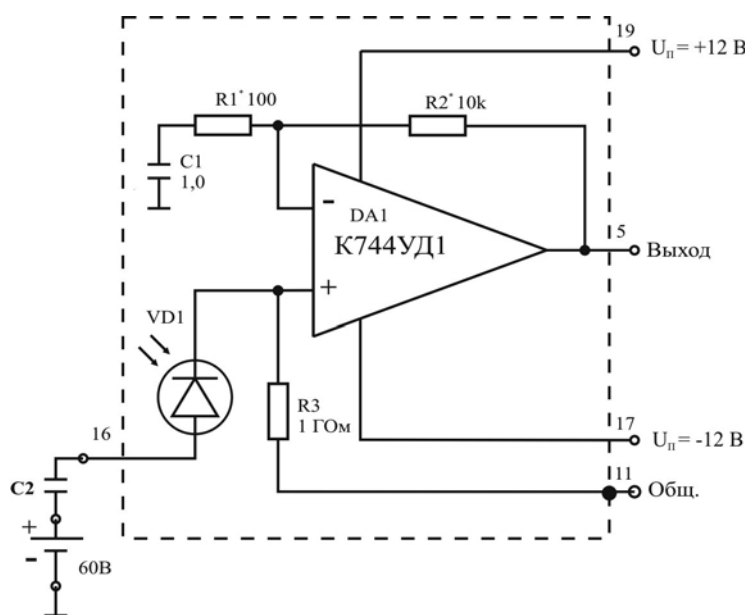 19
Uп = +12 В
R1* 100
R2* 10k
C1
1,0
-
DA1
К744УД1
5
Выход
+
VD1
R3
1 ГОм
17
Uп = -12 В
16
11
Общ.
C2
+
-
60В